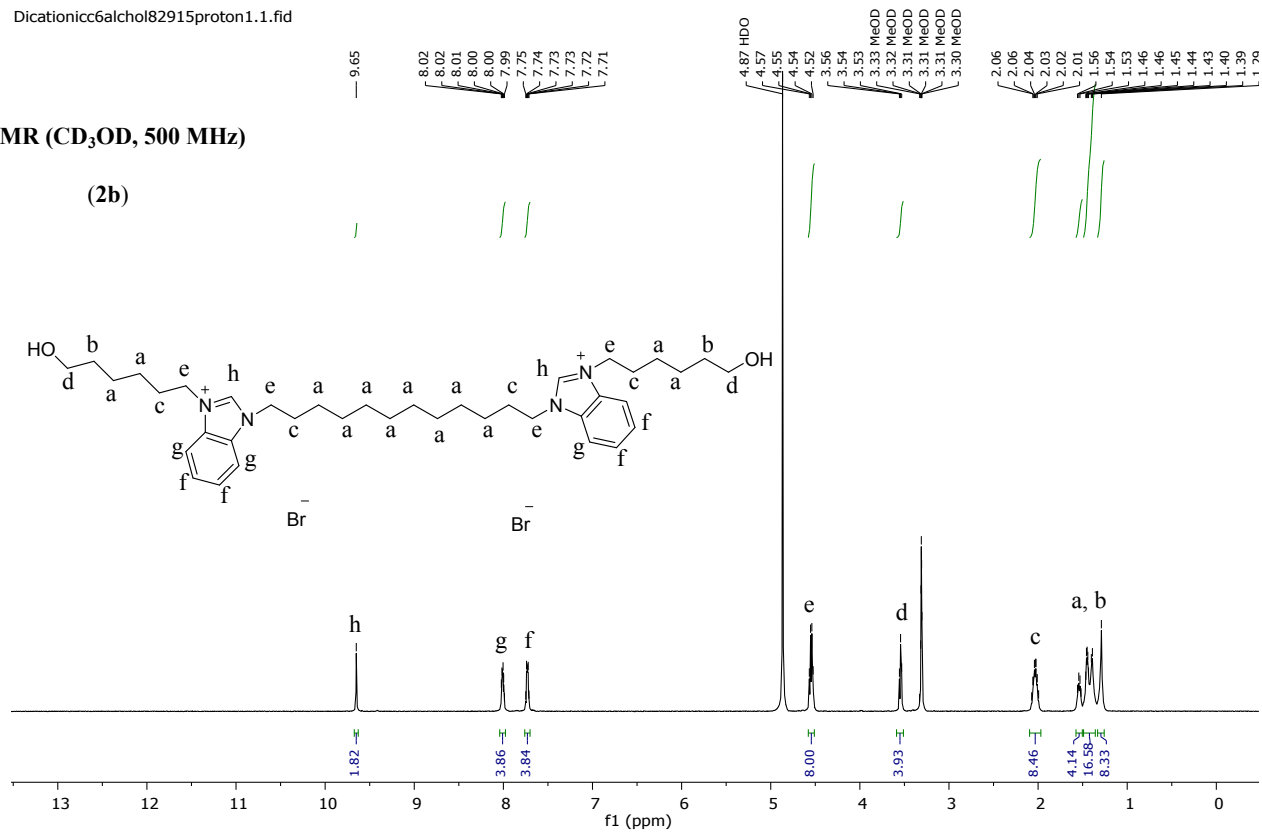 Dicationicc6alchol82915proton1.1.fid
9.65
8.02
8.02
8.01
8.00
8.00
7.99
7.75
7.74
7.73
7.73
7.72
7.71
4.87 HDO
4.57
4.55
4.54
4.52
3.56
3.54
3.53
3.33 MeOD
3.32 MeOD
3.31 MeOD
3.31 MeOD
3.31 MeOD
3.30 MeOD
2.06
2.06
2.04
2.03
2.02
2.01
1.56
1.54
1.53
1.46
1.46
1.45
1.44
1.43
1.40
1.39
1.29
MR (CD₃OD, 500 MHz)
(2b)
HO b a e h e a a a a c h e a b OH
d a c N⁺ N c a a a a e N N⁺ c a d
g g f f g f f
Br⁻ Br⁻
h g f e d c a, b
1.82 3.86 3.84 8.00 3.93 8.46 4.14 16.58 8.33
13 12 11 10 9 8 7 6 5 4 3 2 1 0
f1 (ppm)